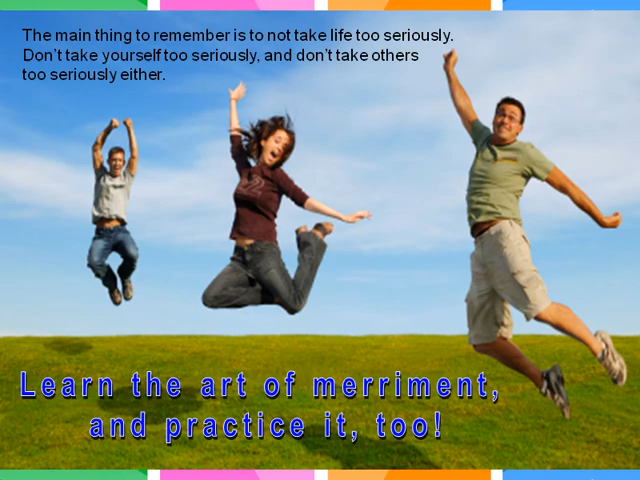 The main thing to remember is to not take life too seriously.
Don't take yourself too seriously, and don't take others
too seriously either.
Learn the art of merriment,
and practice it, too!